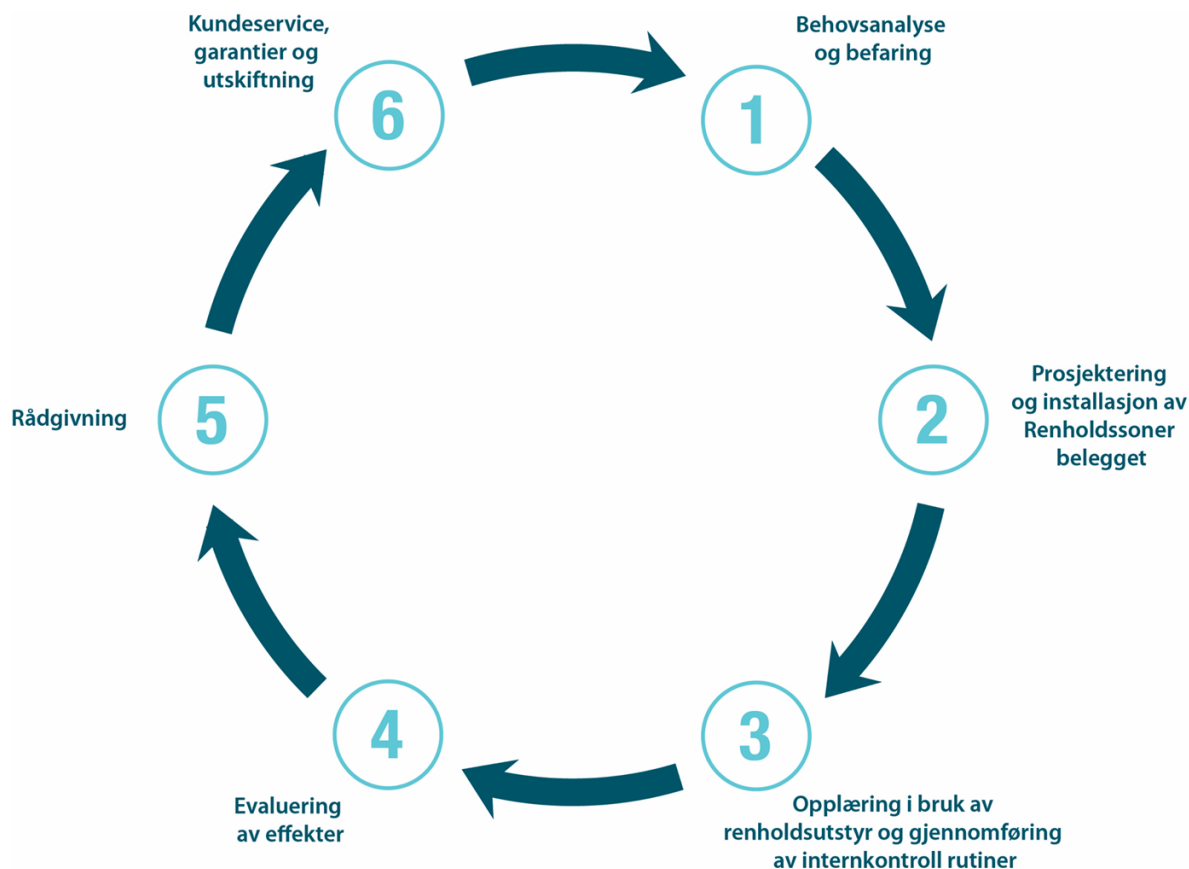 1
Behovsanalyse
og befaring
2
Prosjektering
og installasjon av
Renholdssoner
belegget
3
Opplæring i bruk av
renholdsutstyr og gjennomføring
av internkontroll rutiner
4
Evaluering
av effekter
5
Rådgivning
6
Kundeservice,
garantier og
utskiftning